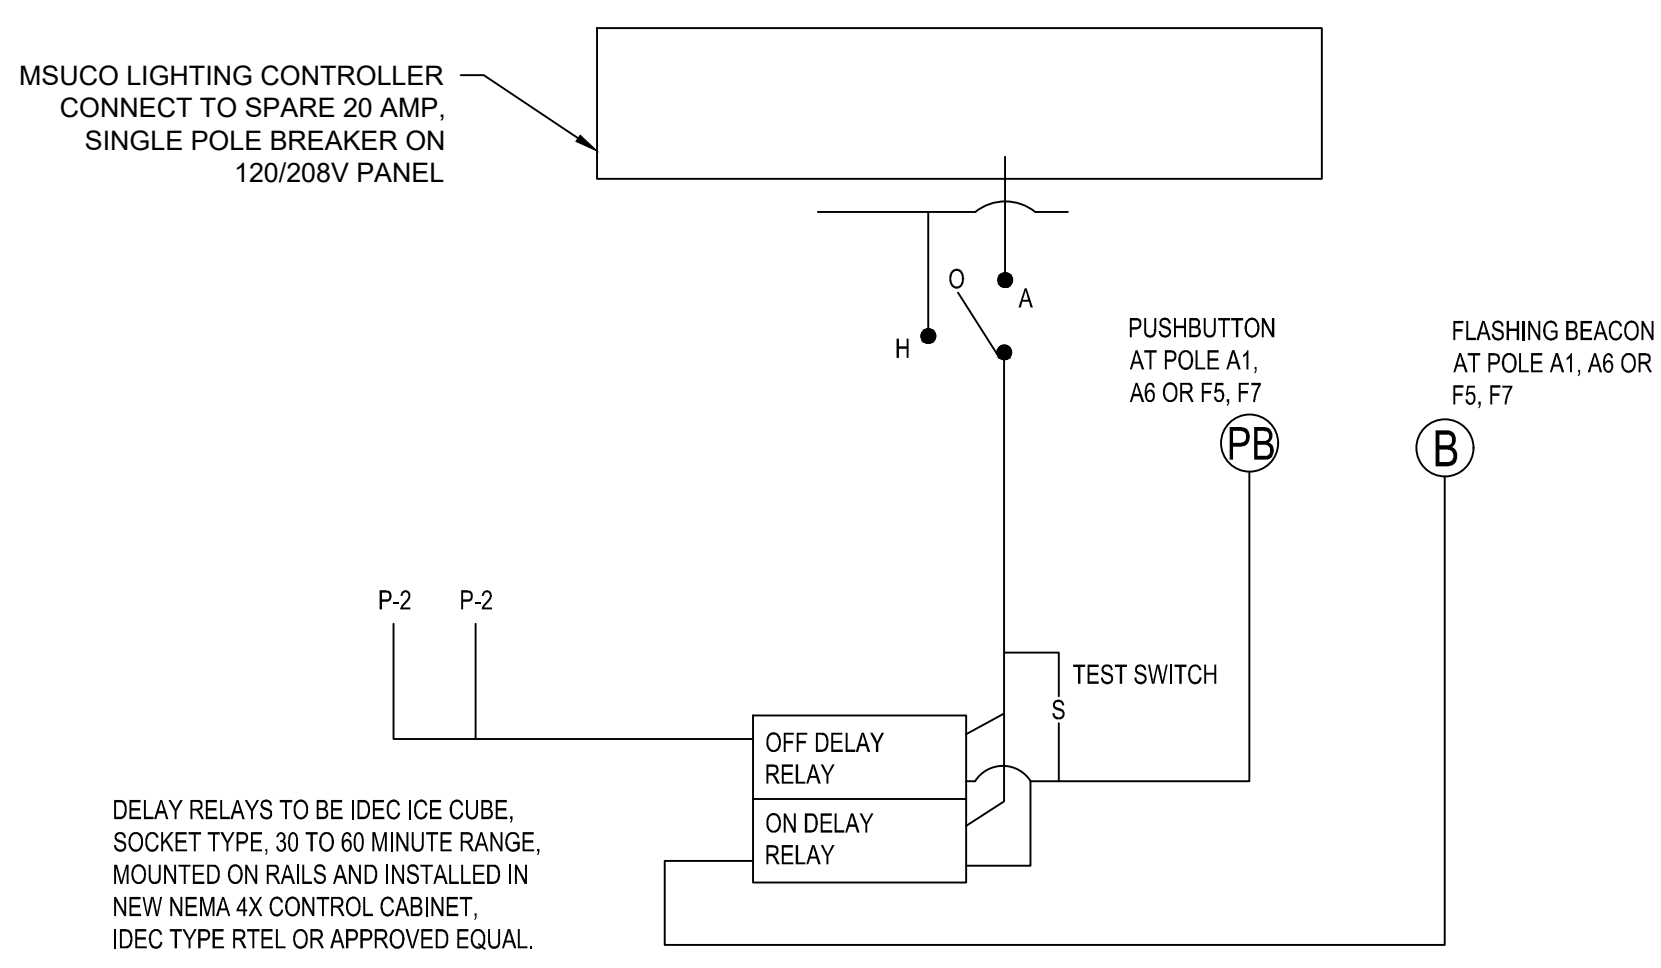 MSUCO LIGHTING CONTROLLER
CONNECT TO SPARE 20 AMP,
SINGLE POLE BREAKER ON
120/208V PANEL
O
A
H
PUSHBUTTON
AT POLE A1,
A6 OR F5, F7
PB
FLASHING BEACON
AT POLE A1, A6 OR
F5, F7
B
P-2
P-2
TEST SWITCH
S
OFF DELAY
RELAY
ON DELAY
RELAY
DELAY RELAYS TO BE IDEC ICE CUBE,
SOCKET TYPE, 30 TO 60 MINUTE RANGE,
MOUNTED ON RAILS AND INSTALLED IN
NEW NEMA 4X CONTROL CABINET,
IDEC TYPE RTEL OR APPROVED EQUAL.